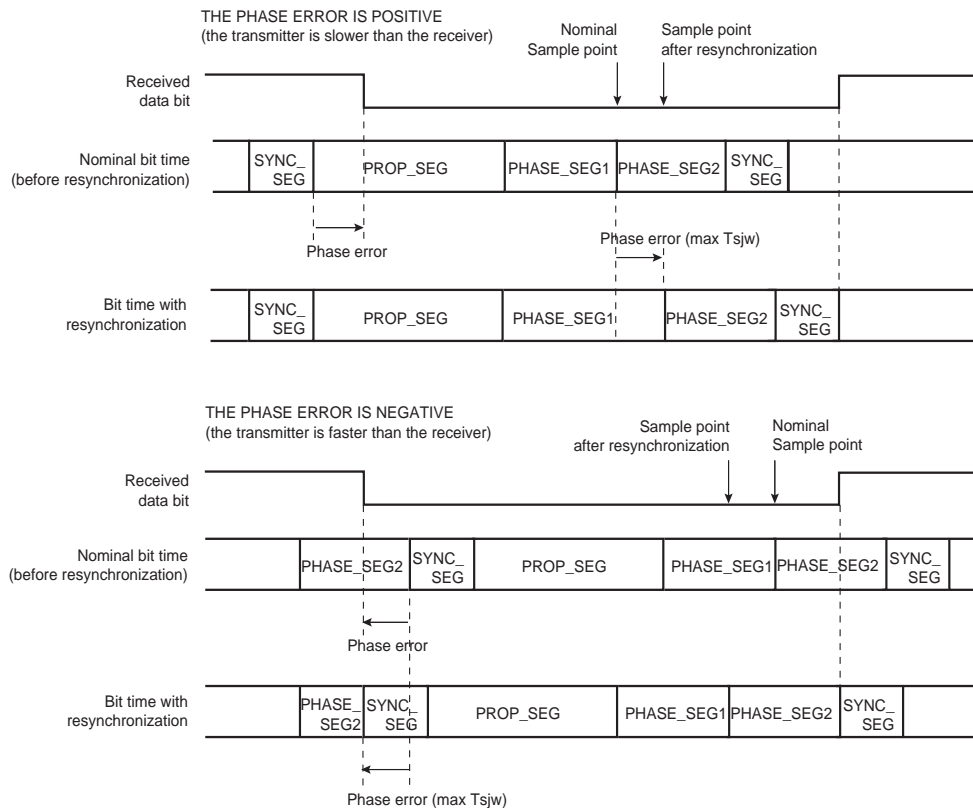 THE PHASE ERROR IS POSITIVE
(the transmitter is slower than the receiver)
Nominal
Sample point
Sample point
after resynchronization
Received
data bit
Nominal bit time
(before resynchronization)
SYNC_
SEG
PROP_SEG
PHASE_SEG1
PHASE_SEG2
SYNC_
SEG
Phase error
Phase error (max Tsjw)
Bit time with
resynchronization
SYNC_
SEG
PROP_SEG
PHASE_SEG1
PHASE_SEG2
SYNC_
SEG
THE PHASE ERROR IS NEGATIVE
(the transmitter is faster than the receiver)
Sample point
after resynchronization
Nominal
Sample point
Received
data bit
Nominal bit time
(before resynchronization)
PHASE_SEG2
SYNC_
SEG
PROP_SEG
PHASE_SEG1
PHASE_SEG2
SYNC_
SEG
Phase error
Bit time with
resynchronization
PHASE_
SEG2
SYNC_
SEG
PROP_SEG
PHASE_SEG1
PHASE_SEG2
SYNC_
SEG
Phase error (max Tsjw)